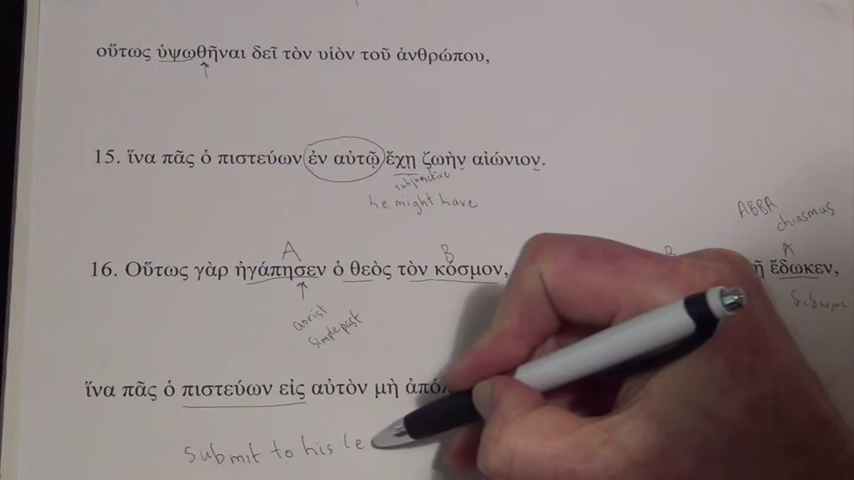 οὕτως ὑψωθῆναι δεῖ τὸν υἱὸν τοῦ ἀνθρώπου,
15. ἵνα πᾶς ὁ πιστεύων ἐν αὐτῷ ἔχῃ ζωὴν αἰώνιον.
subjunctive
he might have
ABBA
chiasmus
A B B A
16. Οὕτως γὰρ ἠγάπησεν ὁ θεὸς τὸν κόσμον, ἔδωκεν,
aorist
simple past
δίδωμι
ἵνα πᾶς ὁ πιστεύων εἰς αὐτὸν μὴ
submit to his le